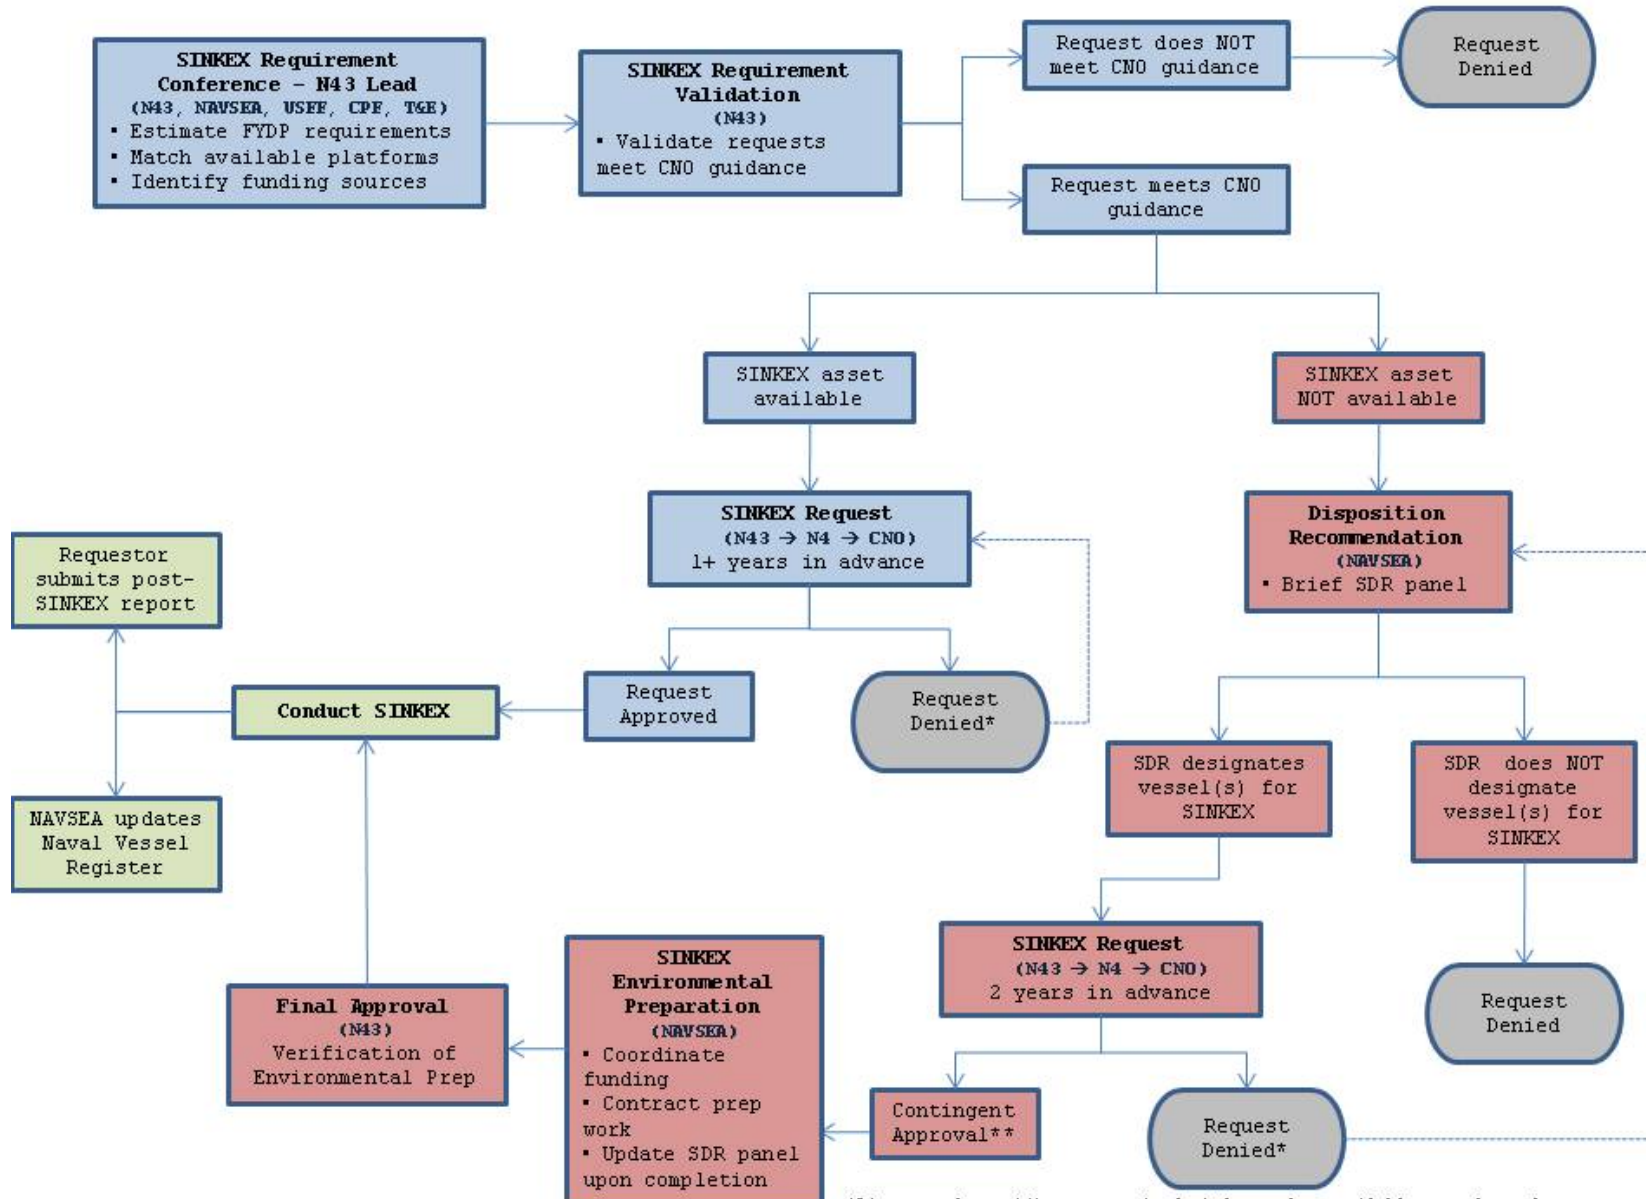 SINKEX Requirement
Conference – N43 Lead
(N43, NAVSEA, USFF, CPF, T&E)
▪ Estimate FYDP requirements
▪ Match available platforms
▪ Identify funding sources
SINKEX Requirement
Validation
(N43)
▪ Validate requests
meet CNO guidance
Request does NOT
meet CNO guidance
Request
Denied
Request meets CNO
guidance
SINKEX asset
available
SINKEX asset
NOT available
SINKEX Request
(N43 → N4 → CNO)
1+ years in advance
Disposition
Recommendation
(NAVSEA)
▪ Brief SDR panel
Requestor
submits post-
SINKEX report
Conduct SINKEX
Request
Approved
Request
Denied*
NAVSEA updates
Naval Vessel
Register
SDR designates
vessel(s) for
SINKEX
SDR does NOT
designate
vessel(s) for
SINKEX
SINKEX Request
(N43 → N4 → CNO)
2 years in advance
Request
Denied
Final Approval
(N43)
Verification of
Environmental Prep
SINKEX
Environmental
Preparation
(NAVSEA)
▪ Coordinate
funding
▪ Contract prep
work
▪ Update SDR panel
upon completion
Contingent
Approval**
Request
Denied*